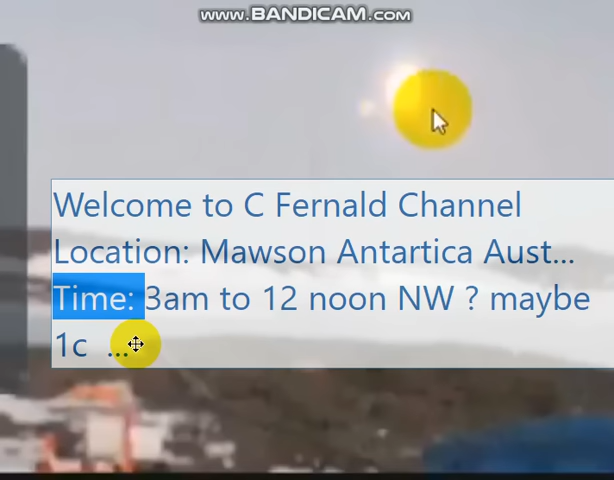 www.BANDICAM.com
Welcome to C Fernald Channel
Location: Mawson Antartica Aust...
Time: 3am to 12 noon NW ? maybe
1c ...